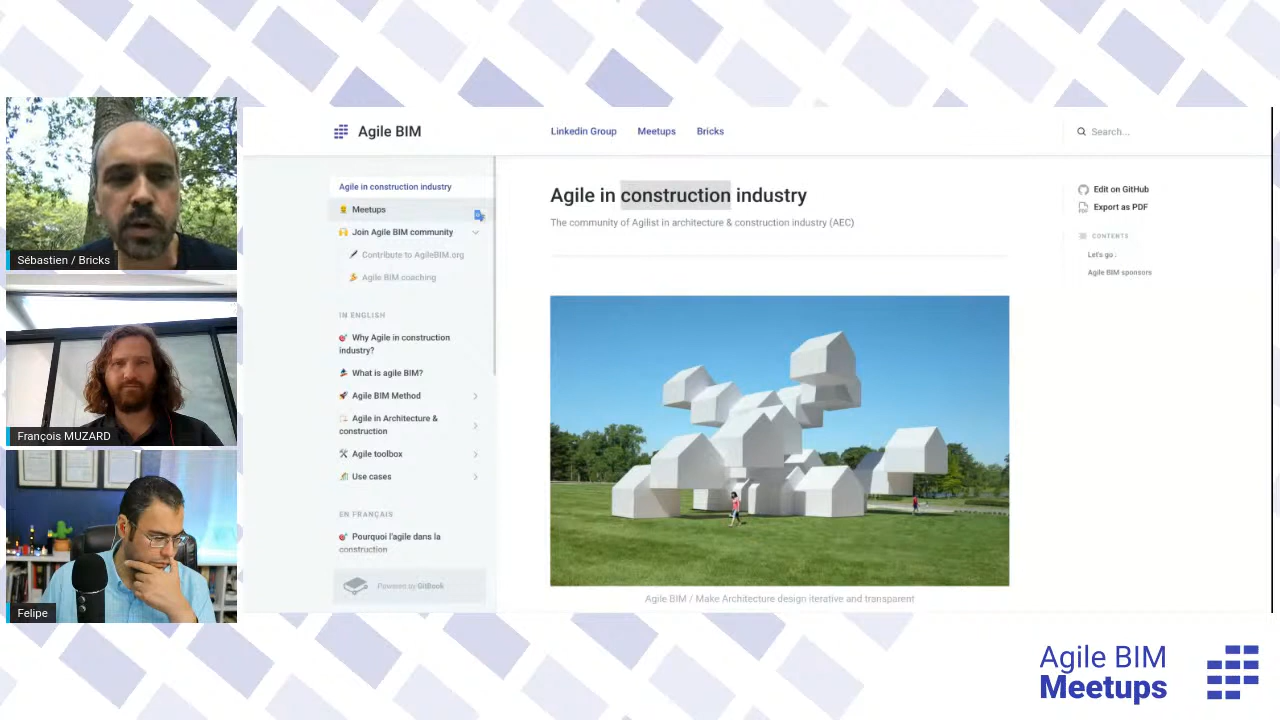 Sébastien / Bricks
François MUZARD
Felipe
Agile BIM
Linkedin Group
Meetups
Bricks
Search...
Agile in construction industry
Meetups
Join Agile BIM community
Contribute to AgileBIM.org
Agile BIM coaching
IN ENGLISH
Why Agile in construction
industry?
What is agile BIM?
Agile BIM Method
Agile in Architecture &
construction
Agile toolbox
Use cases
EN FRANÇAIS
Pourquoi l'agile dans la
construction
Powered by GitBook
Agile in construction industry
The community of Agilist in architecture & construction industry (AEC)
Agile BIM / Make Architecture design iterative and transparent
Edit on GitHub
PDF
Export as PDF
CONTENTS
Let's go :
Agile BIM sponsors
Agile BIM
Meetups